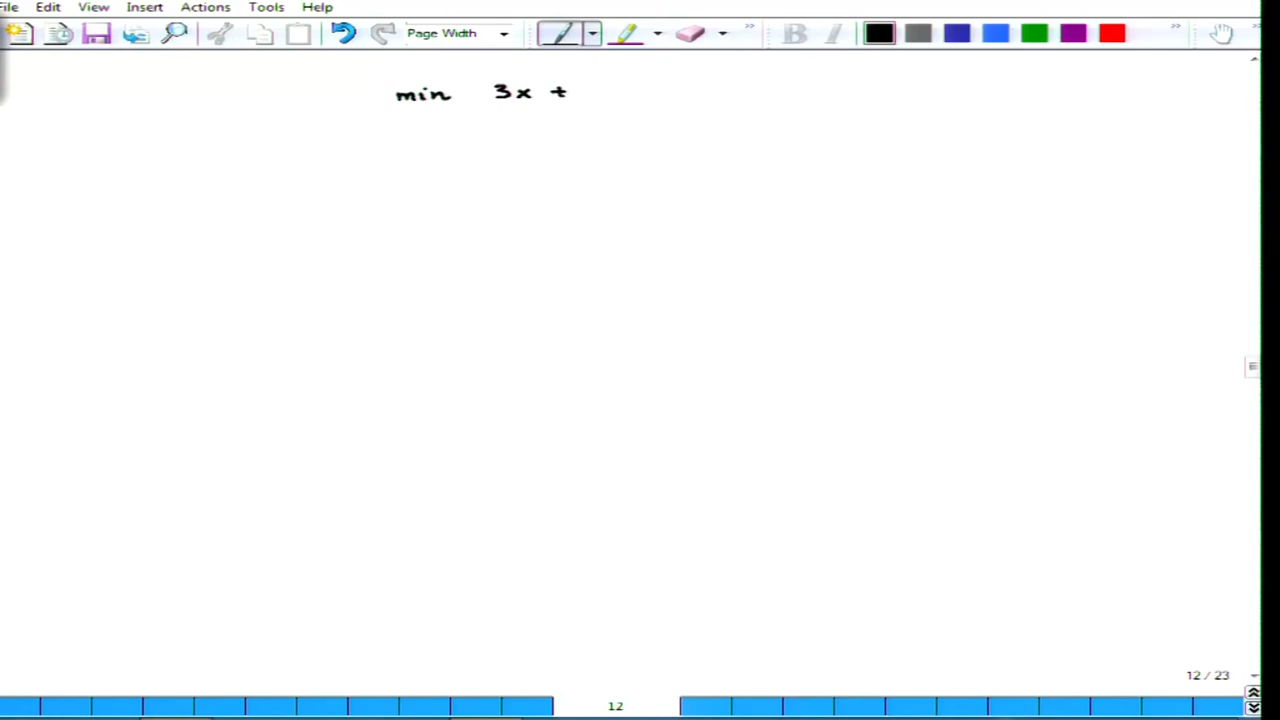 File Edit View Insert Actions Tools Help
Page Width B I
min 3x +
12 / 23
12